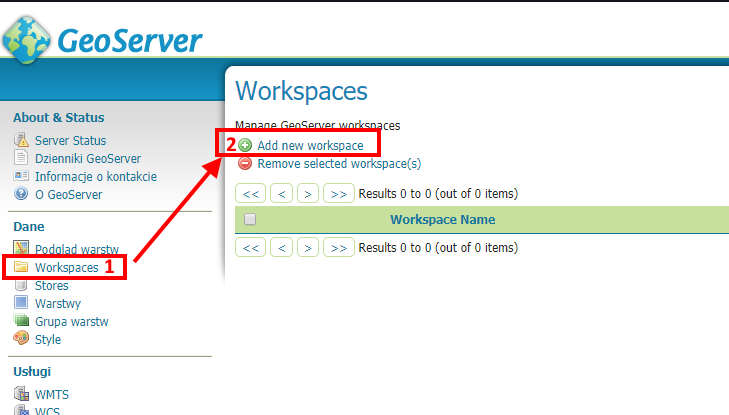 GeoServer
About & Status
Server Status
Dzienniki GeoServer
Informacje o kontakcie
O GeoServer
Dane
Podgląd warstw
Workspaces 1
Stores
Warstwy
Grupa warstw
Style
Usługi
WMTS
WCS
Workspaces
Manage GeoServer workspaces
2 Add new workspace
Remove selected workspace(s)
<< < > >> Results 0 to 0 (out of 0 items)
Workspace Name
<< < > >> Results 0 to 0 (out of 0 items)